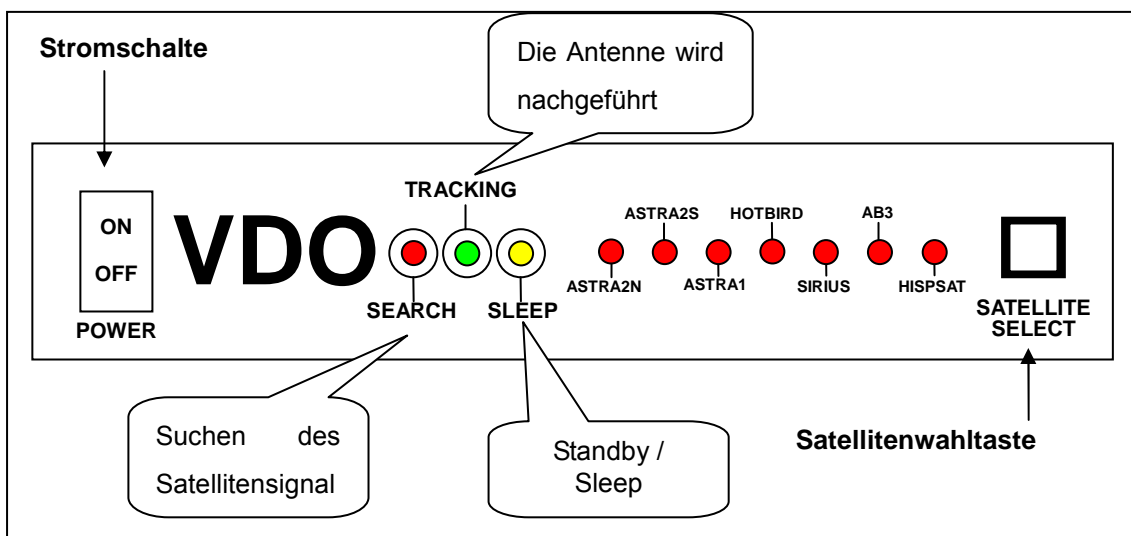 Stromschalte
Die Antenne wird
nachgeführt
TRACKING
ON
OFF
POWER
VDO
SEARCH
SLEEP
ASTRA2S
HOTBIRD
AB3
ASTRA2N
ASTRA1
SIRIUS
HISPSAT
SATELLITE
SELECT
Suchen des
Satellitensignal
Standby /
Sleep
Satellitenwahltaste